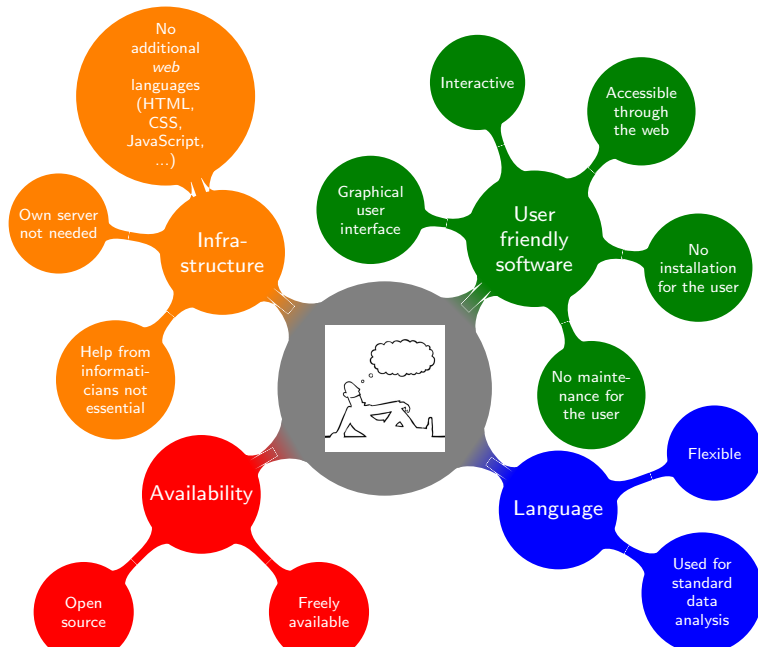 No
additional
web
languages
(HTML,
CSS,
JavaScript,
...)
Own server
not needed
Infra-
structure
Help from
informati-
cians not
essential
Interactive
Accessible
through
the web
Graphical
user
interface
User
friendly
software
No
installation
for the user
No mainte-
nance for
the user
Availability
Open
source
Freely
available
Language
Flexible
Used for
standard
data
analysis